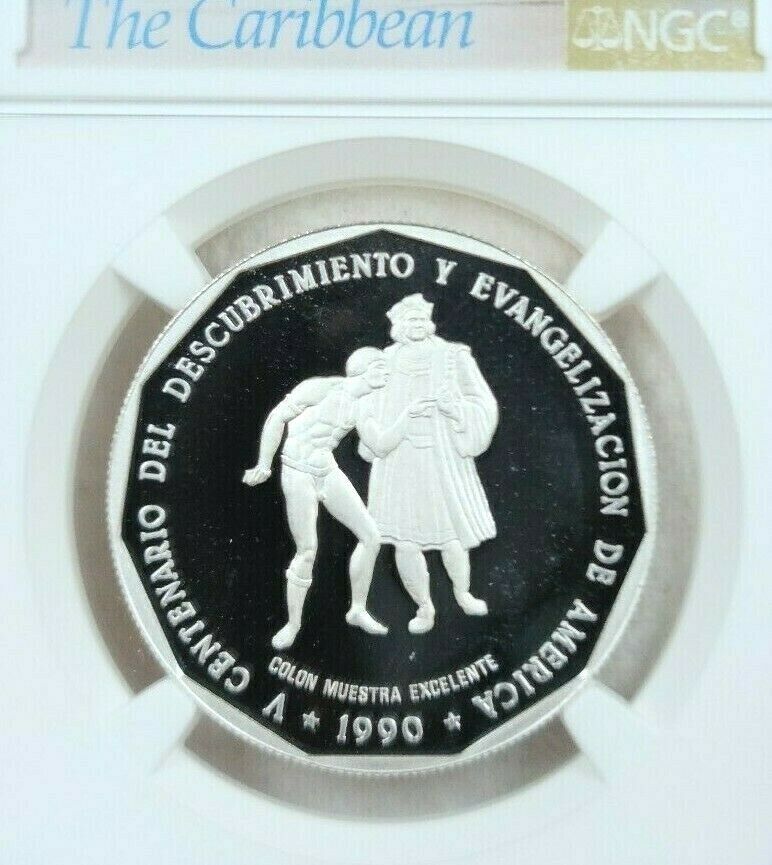 The Caribbean
NGC
V CENTENARIO DEL DESCUBRIMIENTO Y EVANGELIZACION DE AMERICA
COLON MUESTRA EXCELENTE
★ 1990 ★